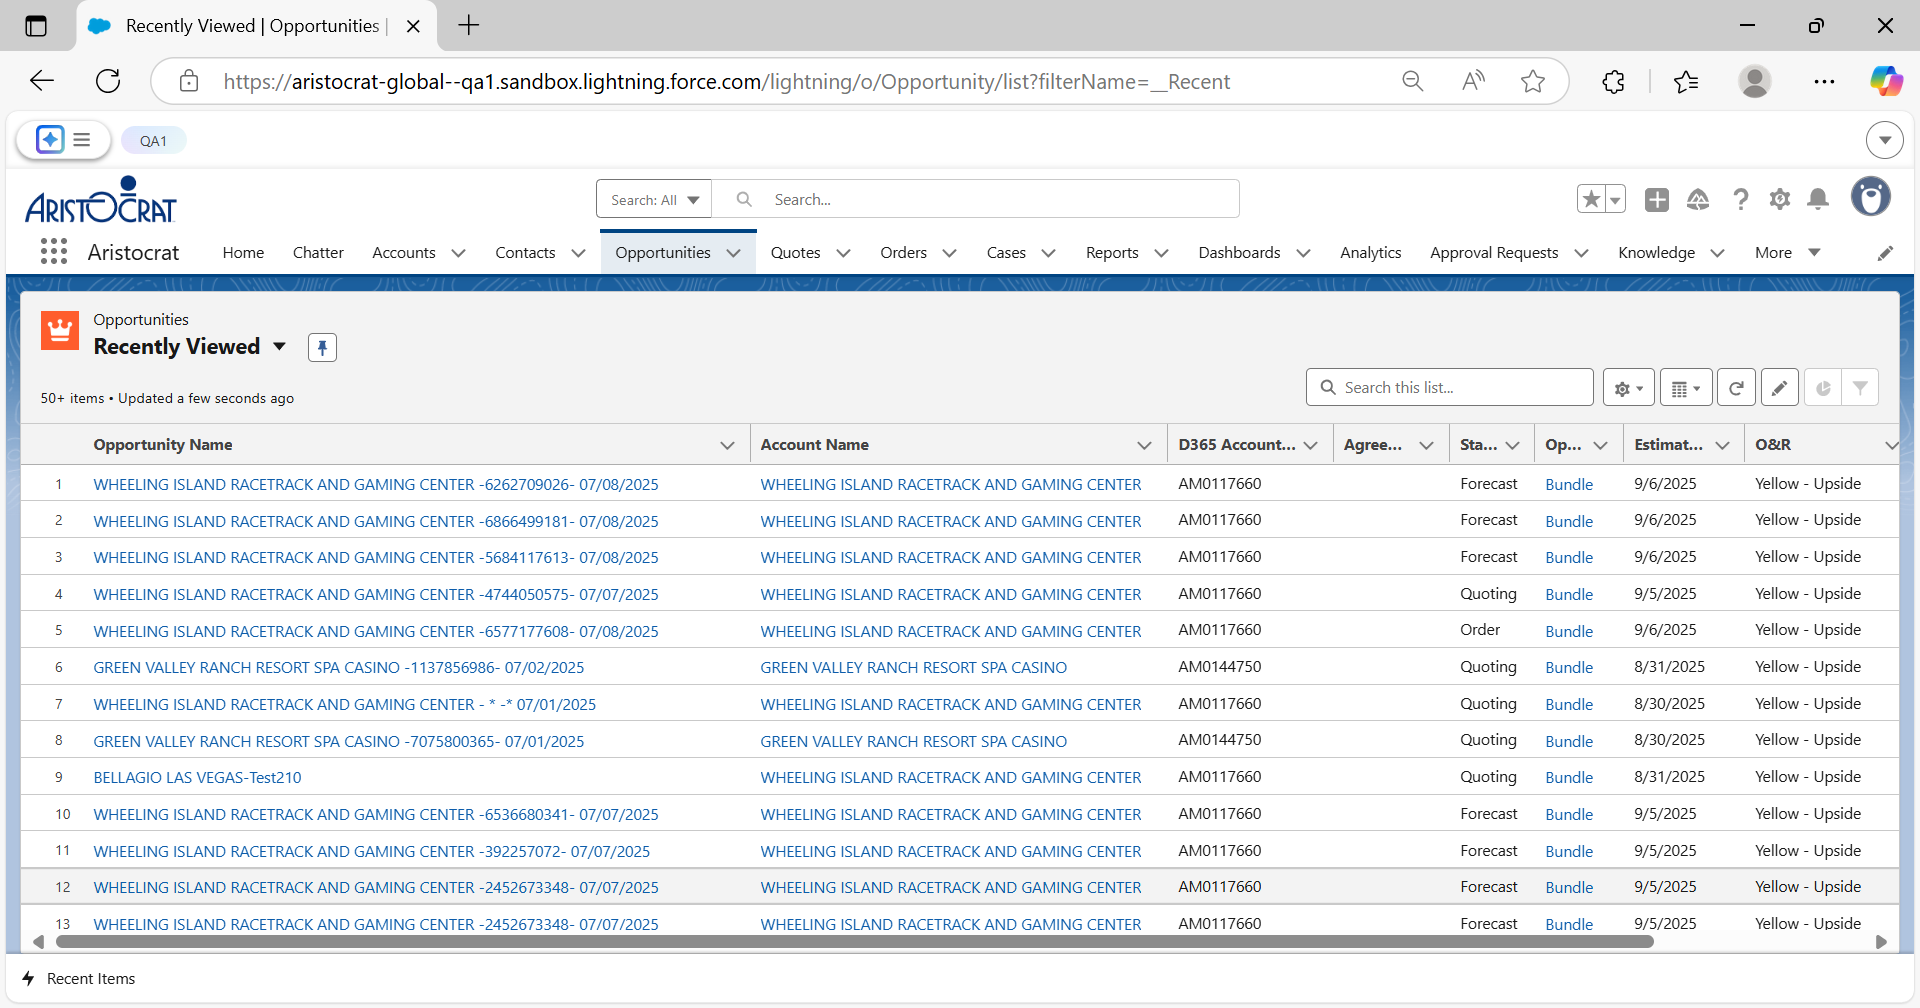 Recently Viewed | Opportunities |
https://aristocrat-global--qa1.sandbox.lightning.force.com/lightning/o/Opportunity/list?filterName=__Recent
QA1
ARISTOCRAT
Search: All
Search...
Aristocrat
Home
Chatter
Accounts
Contacts
Opportunities
Quotes
Orders
Cases
Reports
Dashboards
Analytics
Approval Requests
Knowledge
More
Opportunities
Recently Viewed
50+ items • Updated a few seconds ago
Search this list...
Opportunity Name Account Name D365 Account... Agree... Sta... Op... Estimat... O&R
1 WHEELING ISLAND RACETRACK AND GAMING CENTER -6262709026- 07/08/2025 WHEELING ISLAND RACETRACK AND GAMING CENTER AM0117660 Forecast Bundle 9/6/2025 Yellow - Upside
2 WHEELING ISLAND RACETRACK AND GAMING CENTER -6866499181- 07/08/2025 WHEELING ISLAND RACETRACK AND GAMING CENTER AM0117660 Forecast Bundle 9/6/2025 Yellow - Upside
3 WHEELING ISLAND RACETRACK AND GAMING CENTER -5684117613- 07/08/2025 WHEELING ISLAND RACETRACK AND GAMING CENTER AM0117660 Forecast Bundle 9/6/2025 Yellow - Upside
4 WHEELING ISLAND RACETRACK AND GAMING CENTER -4744050575- 07/07/2025 WHEELING ISLAND RACETRACK AND GAMING CENTER AM0117660 Quoting Bundle 9/5/2025 Yellow - Upside
5 WHEELING ISLAND RACETRACK AND GAMING CENTER -6577177608- 07/08/2025 WHEELING ISLAND RACETRACK AND GAMING CENTER AM0117660 Order Bundle 9/6/2025 Yellow - Upside
6 GREEN VALLEY RANCH RESORT SPA CASINO -1137856986- 07/02/2025 GREEN VALLEY RANCH RESORT SPA CASINO AM0144750 Quoting Bundle 8/31/2025 Yellow - Upside
7 WHEELING ISLAND RACETRACK AND GAMING CENTER - * -* 07/01/2025 WHEELING ISLAND RACETRACK AND GAMING CENTER AM0117660 Quoting Bundle 8/30/2025 Yellow - Upside
8 GREEN VALLEY RANCH RESORT SPA CASINO -7075800365- 07/01/2025 GREEN VALLEY RANCH RESORT SPA CASINO AM0144750 Quoting Bundle 8/30/2025 Yellow - Upside
9 BELLAGIO LAS VEGAS-Test210 WHEELING ISLAND RACETRACK AND GAMING CENTER AM0117660 Quoting Bundle 8/31/2025 Yellow - Upside
10 WHEELING ISLAND RACETRACK AND GAMING CENTER -6536680341- 07/07/2025 WHEELING ISLAND RACETRACK AND GAMING CENTER AM0117660 Forecast Bundle 9/5/2025 Yellow - Upside
11 WHEELING ISLAND RACETRACK AND GAMING CENTER -392257072- 07/07/2025 WHEELING ISLAND RACETRACK AND GAMING CENTER AM0117660 Forecast Bundle 9/5/2025 Yellow - Upside
12 WHEELING ISLAND RACETRACK AND GAMING CENTER -2452673348- 07/07/2025 WHEELING ISLAND RACETRACK AND GAMING CENTER AM0117660 Forecast Bundle 9/5/2025 Yellow - Upside
13 WHEELING ISLAND RACETRACK AND GAMING CENTER -2452673348- 07/07/2025 WHEELING ISLAND RACETRACK AND GAMING CENTER AM0117660 Forecast Bundle 9/5/2025 Yellow - Upside
Recent Items